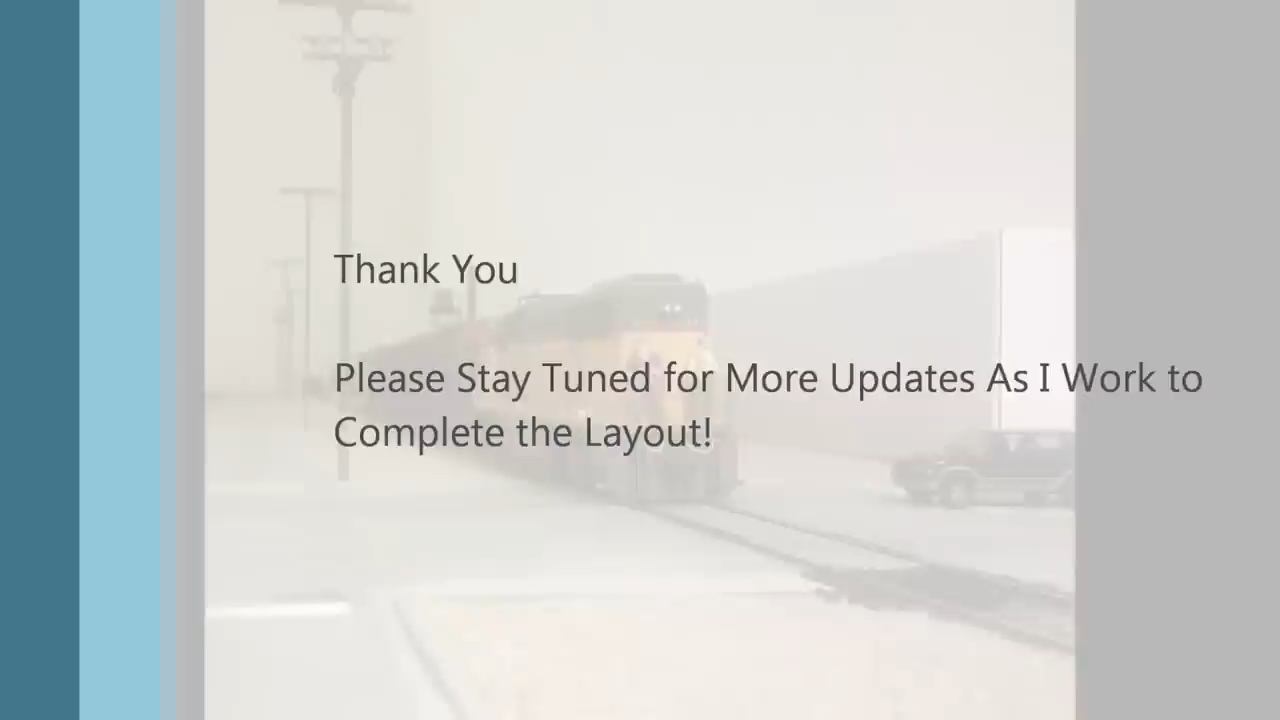 Thank You
Please Stay Tuned for More Updates As I Work to
Complete the Layout!